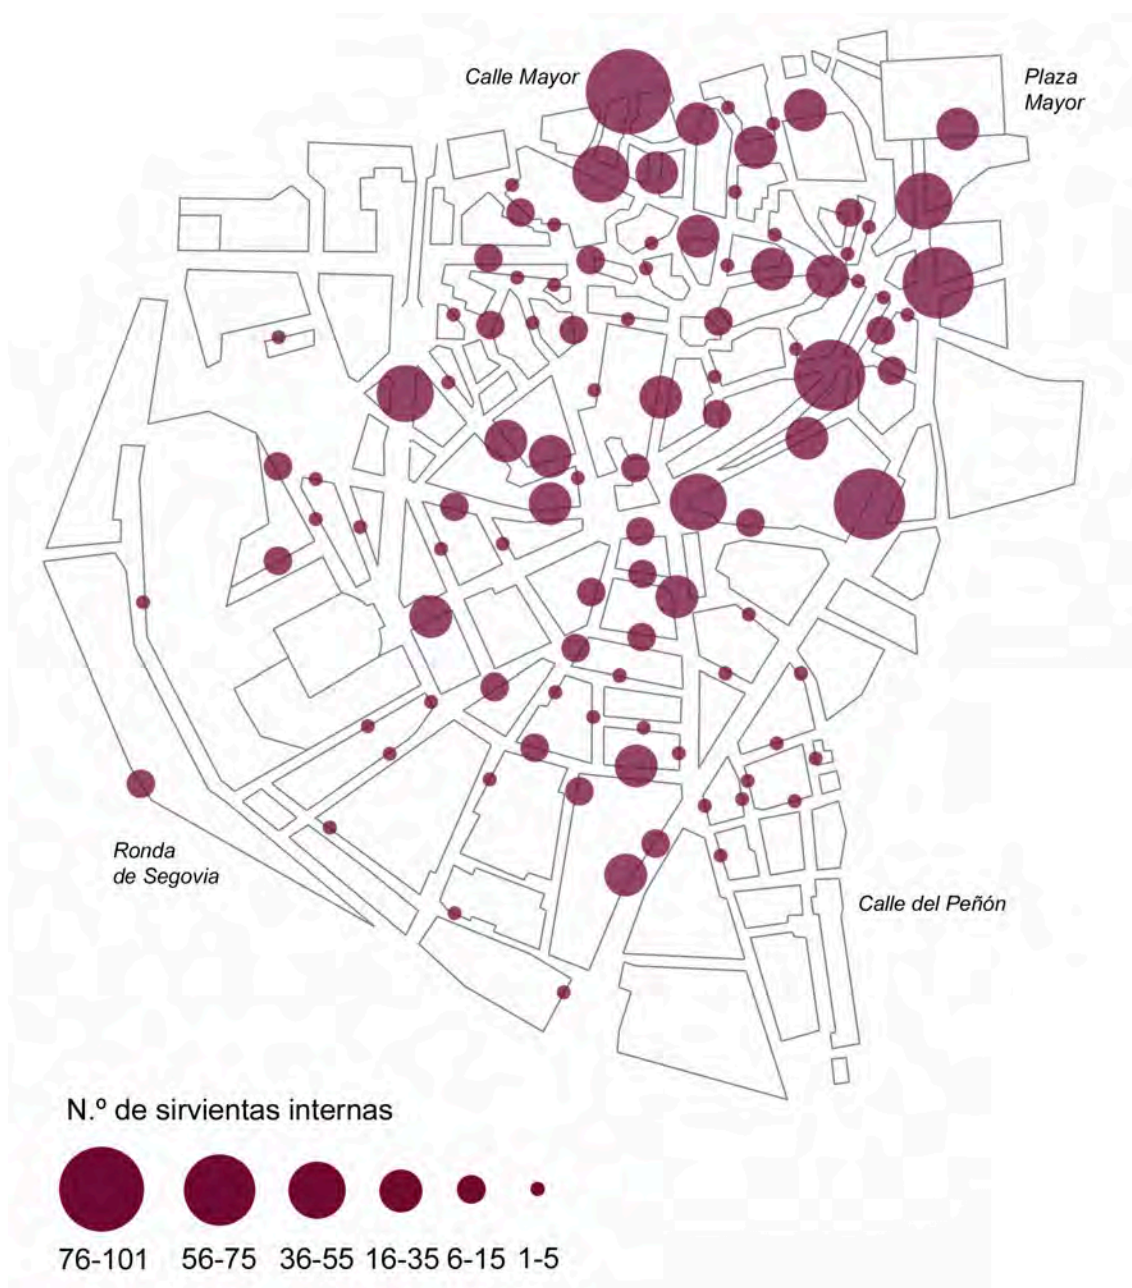 Calle Mayor
Plaza
Mayor
Ronda
de Segovia
Calle del Peñón
N.º de sirvientas internas
76-101 56-75 36-55 16-35 6-15 1-5